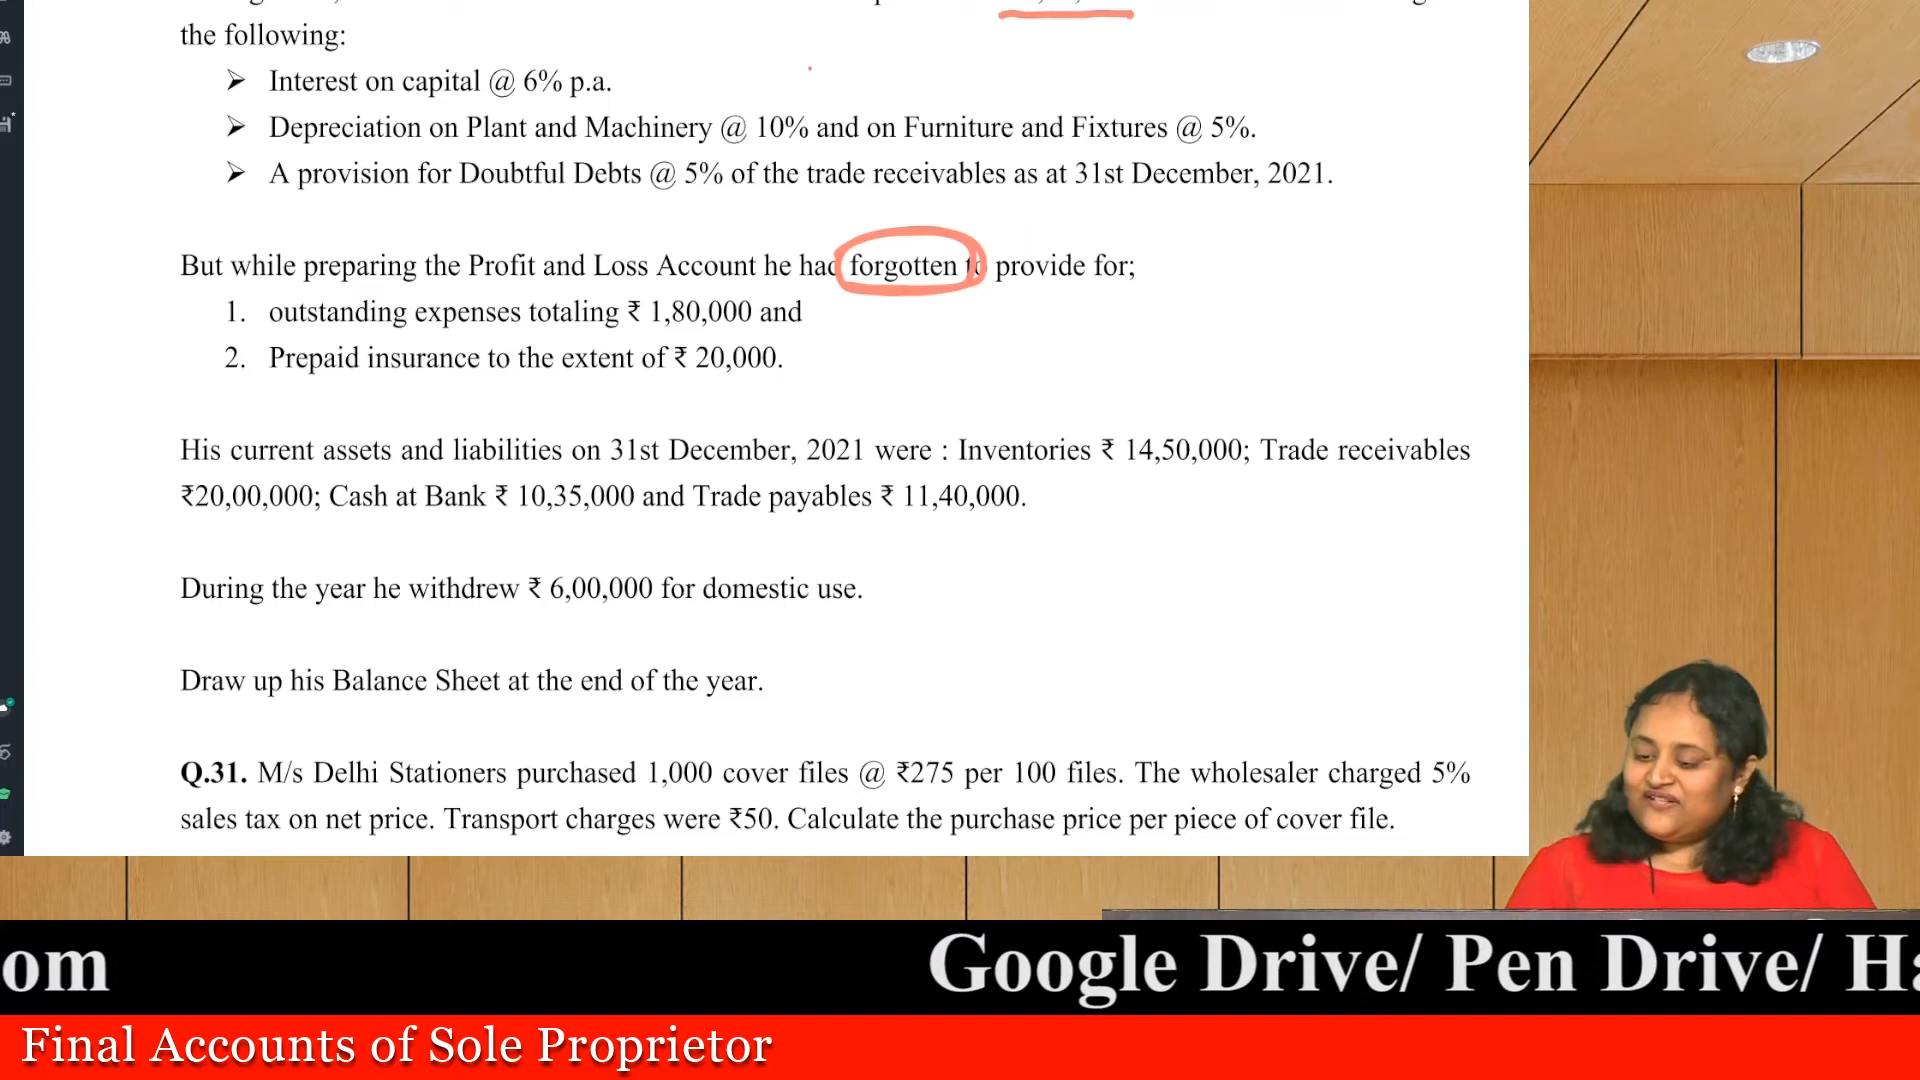 the following:
➤ Interest on capital @ 6% p.a.
➤ Depreciation on Plant and Machinery @ 10% and on Furniture and Fixtures @ 5%.
➤ A provision for Doubtful Debts @ 5% of the trade receivables as at 31st December, 2021.
But while preparing the Profit and Loss Account he had forgotten to provide for;
1. outstanding expenses totaling ₹ 1,80,000 and
2. Prepaid insurance to the extent of ₹ 20,000.
His current assets and liabilities on 31st December, 2021 were : Inventories ₹ 14,50,000; Trade receivables
₹20,00,000; Cash at Bank ₹ 10,35,000 and Trade payables ₹ 11,40,000.
During the year he withdrew ₹ 6,00,000 for domestic use.
Draw up his Balance Sheet at the end of the year.
Q.31. M/s Delhi Stationers purchased 1,000 cover files @ ₹275 per 100 files. The wholesaler charged 5%
sales tax on net price. Transport charges were ₹50. Calculate the purchase price per piece of cover file.
om Google Drive/ Pen Drive/ Ha
Final Accounts of Sole Proprietor